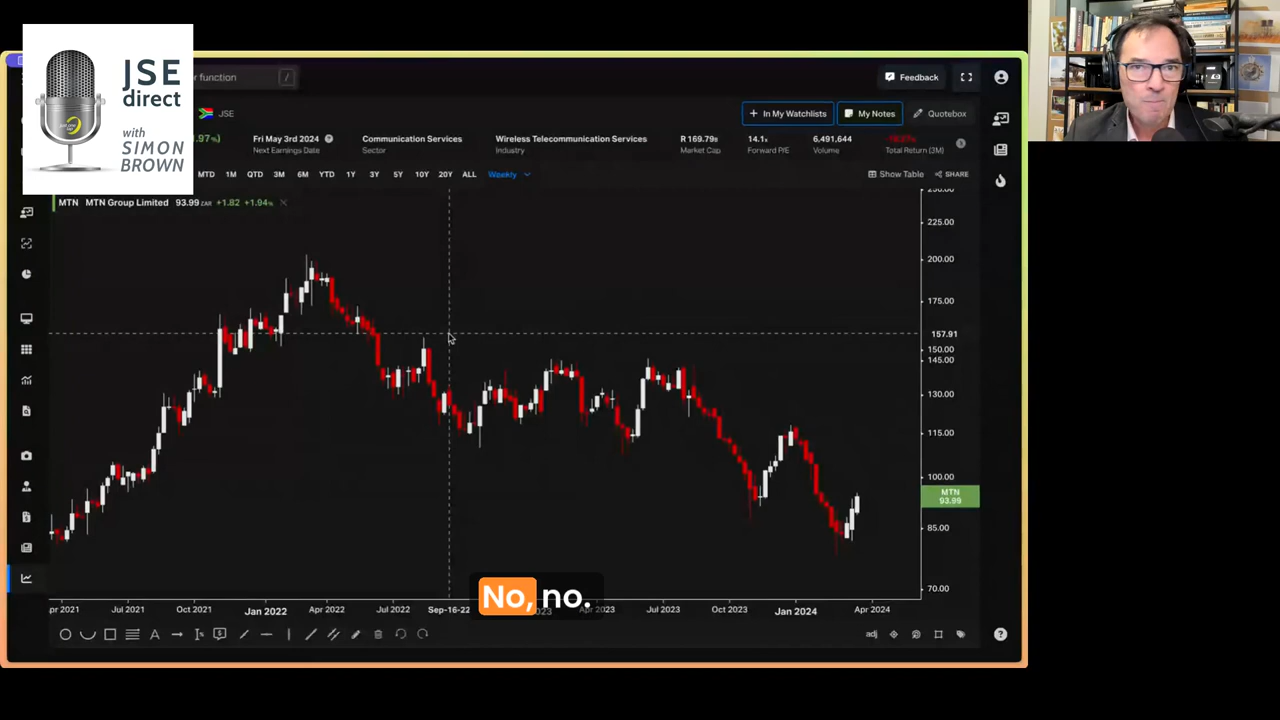 JSE
direct
with
SIMON
BROWN
function
/
Feedback
JSE
In My Watchlists
My Notes
Quotebox
.97%)
Fri May 3rd 2024
Communication Services
Wireless Telecommunication Services
R 169.79B
14.1x
6,491,644
Next Earnings Date
Sector
Industry
Market Cap
Forward P/E
Volume
Total Return (3M)
MTD 1M QTD 3M 6M YTD 1Y 3Y 5Y 10Y 20Y ALL Weekly
Show Table
SHARE
MTN MTN Group Limited 93.99 ZAR +1.82 +1.94%
250.00
225.00
200.00
175.00
157.91
150.00
145.00
130.00
115.00
100.00
MTN
93.99
85.00
70.00
No, no.
pr 2021 Jul 2021 Oct 2021 Jan 2022 Apr 2022 Jul 2022 Sep-16-22 2023 Apr 2023 Jul 2023 Oct 2023 Jan 2024 Apr 2024
adj